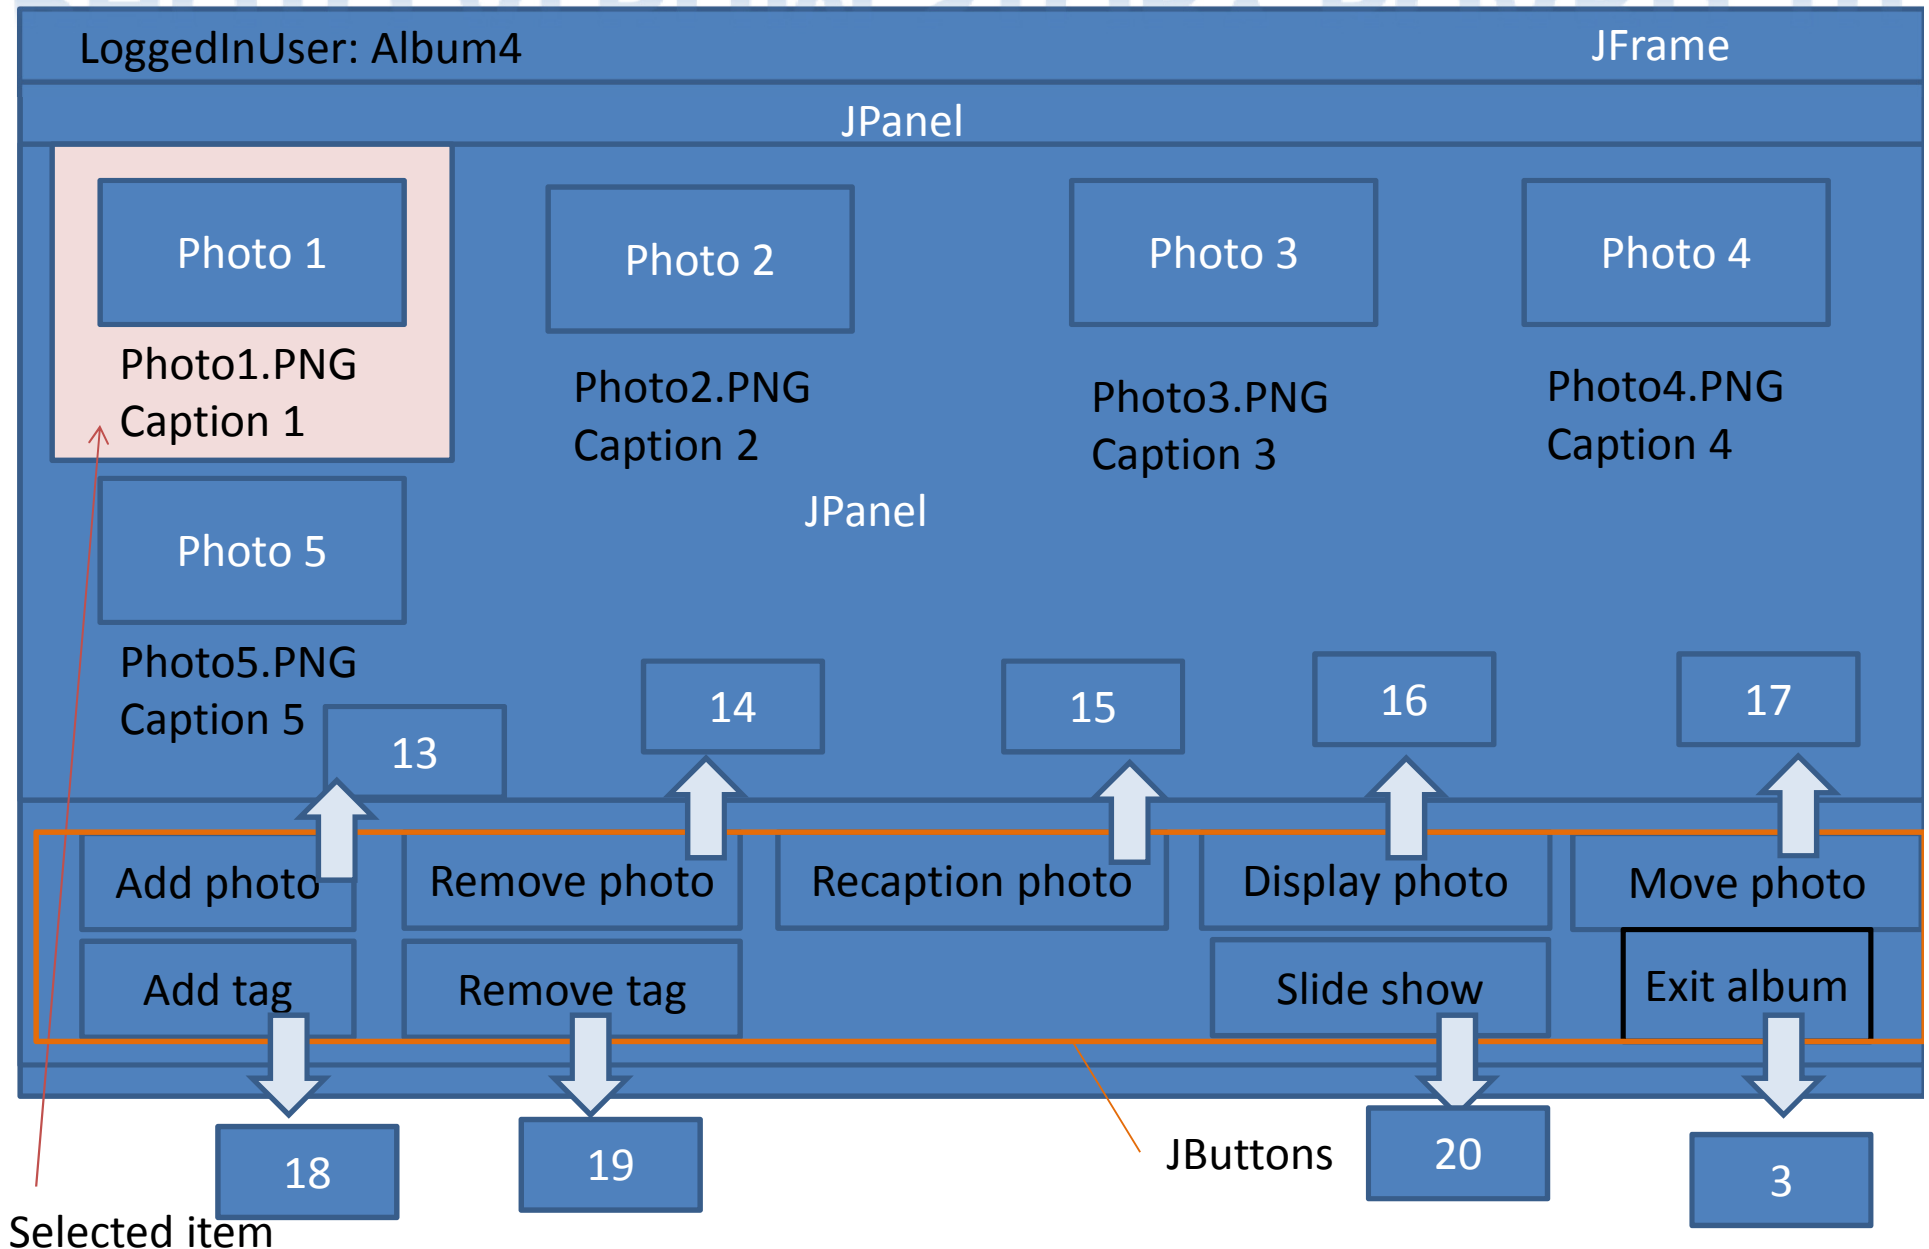 LoggedInUser: Album4
JFrame
JPanel
Photo 1
Photo 2
Photo 3
Photo 4
Photo1.PNG
Caption 1
Photo2.PNG
Caption 2
Photo3.PNG
Caption 3
Photo4.PNG
Caption 4
JPanel
Photo 5
Photo5.PNG
Caption 5
13
14
15
16
17
Add photo
Remove photo
Recaption photo
Display photo
Move photo
Add tag
Remove tag
Slide show
Exit album
18
19
JButtons
20
3
Selected item